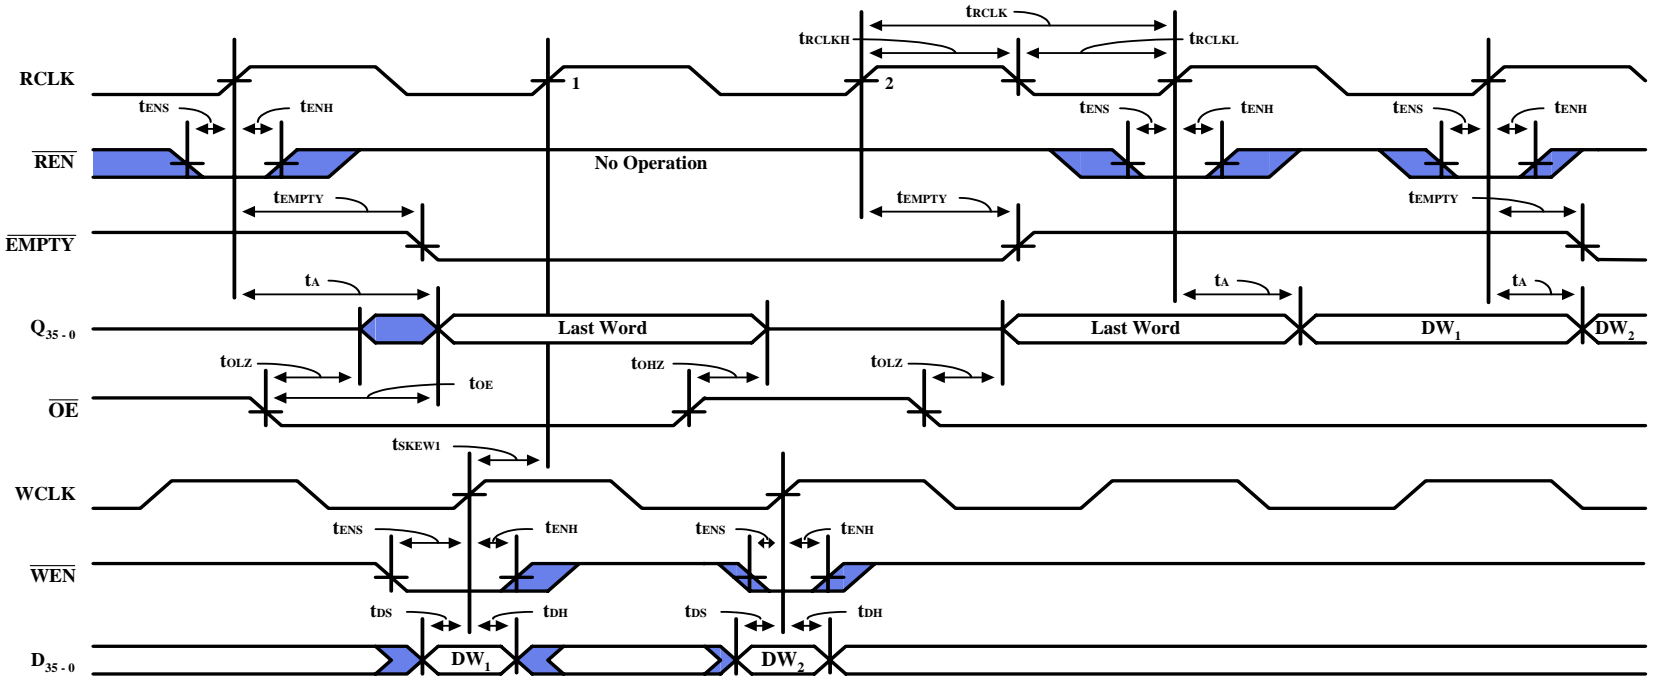 tRCLK
tRCLKH
tRCLKL
RCLK
1
2
tENS
tENH
tENS
tENH
tENS
tENH
REN
No Operation
tEMPTY
tEMPTY
tEMPTY
EMPTY
tA
tA
tA
Q35 - 0
Last Word
Last Word
DW1
DW2
tOLZ
tOE
tOHZ
tOLZ
OE
tSKEW1
WCLK
tENS
tENH
tENS
tENH
WEN
tDS
tDH
tDS
tDH
D35 - 0
DW1
DW2